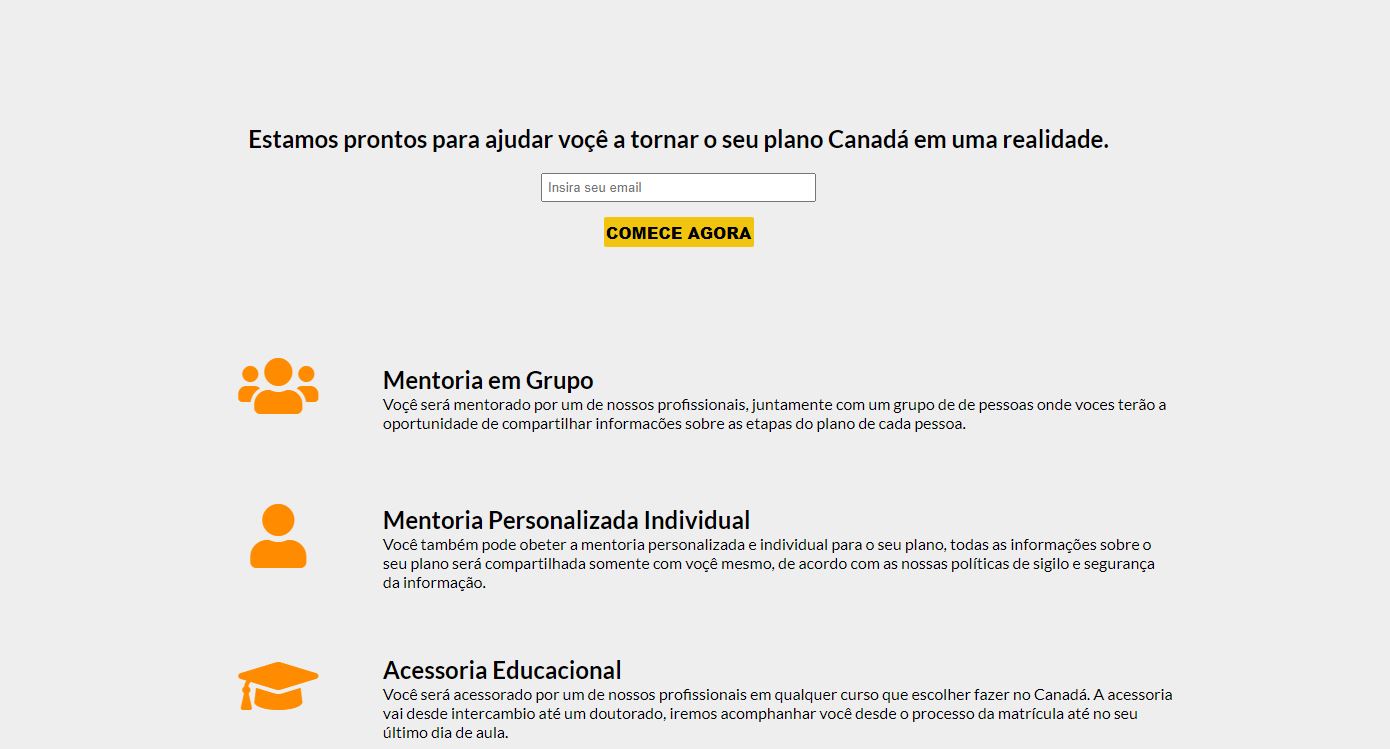 Estamos prontos para ajudar voçê a tornar o seu plano Canadá em uma realidade.
Insira seu email
COMECE AGORA
Mentoria em Grupo
Voçê será mentorado por um de nossos profissionais, juntamente com um grupo de de pessoas onde voces terão a
oportunidade de compartilhar informacões sobre as etapas do plano de cada pessoa.
Mentoria Personalizada Individual
Você também pode obeter a mentoria personalizada e individual para o seu plano, todas as informações sobre o
seu plano será compartilhada somente com voçê mesmo, de acordo com as nossas políticas de sigilo e segurança
da informação.
Acessoria Educacional
Você será acessorado por um de nossos profissionais em qualquer curso que escolher fazer no Canadá. A acessoria
vai desde intercambio até um doutorado, iremos acomphanhar você desde o processo da matrícula até no seu
último dia de aula.